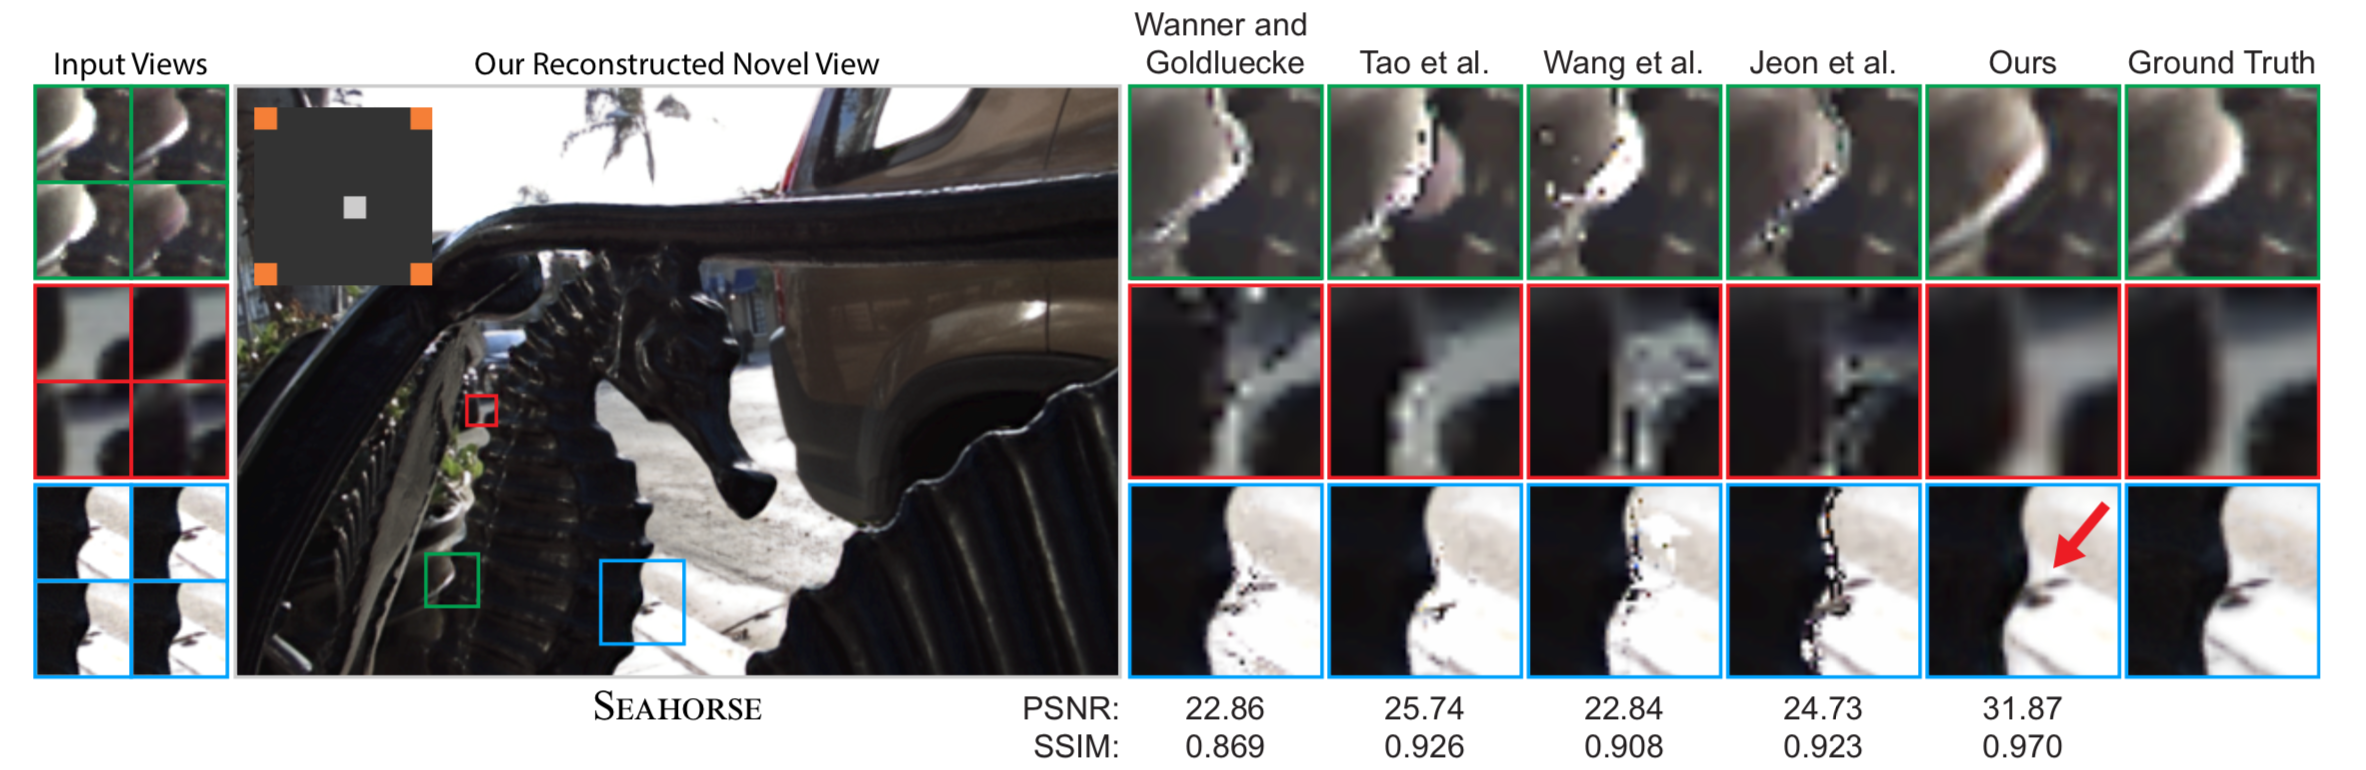 Input Views
Our Reconstructed Novel View
Wanner and
Goldluecke
Tao et al.
Wang et al.
Jeon et al.
Ours
Ground Truth
SEAHORSE
PSNR: 22.86 25.74 22.84 24.73 31.87
SSIM: 0.869 0.926 0.908 0.923 0.970